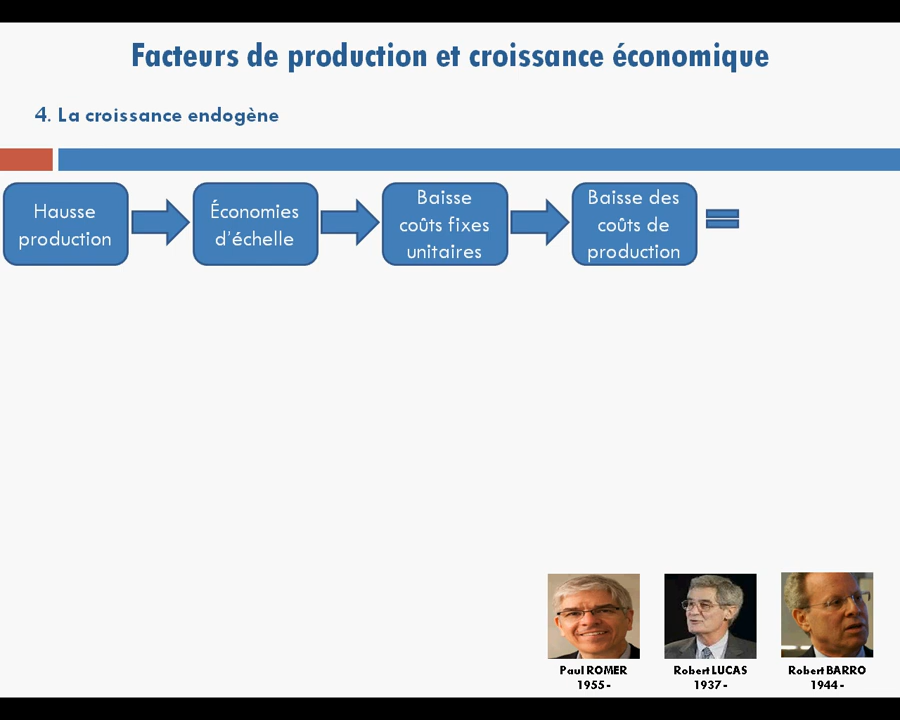 Facteurs de production et croissance économique
4. La croissance endogène
Hausse
production
Économies
d'échelle
Baisse
coûts fixes
unitaires
Baisse des
coûts de
production
Paul ROMER
1955 -
Robert LUCAS
1937 -
Robert BARRO
1944 -